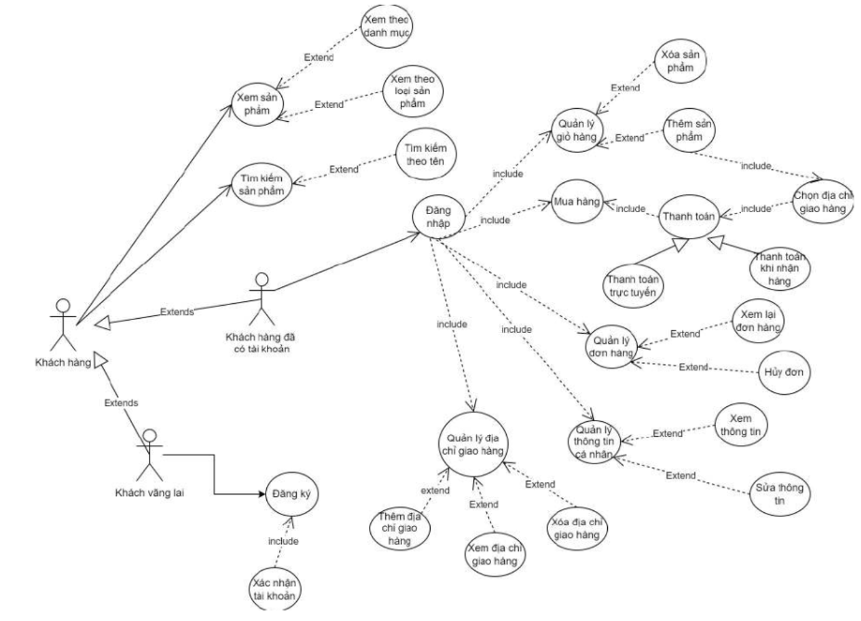 Xem theo
danh mục
Extend
Xem sản
phẩm
Extend
Xem theo
loại sản
phẩm
Tìm kiếm
sản phẩm
Extend
Tìm kiếm
theo tên
Xóa sản
phẩm
Extend
Quản lý
giỏ hàng
Extend
Thêm sản
phẩm
include
include
Đăng
nhập
include
Mua hàng
include
Thanh toán
include
Chọn địa chỉ
giao hàng
Thanh toán
trực tuyến
Thanh toán
khi nhận
hàng
Khách hàng
Extends
Khách hàng đã
có tài khoản
include
include
Quản lý
đơn hàng
Extend
Xem lại
đơn hàng
Extend
Hủy đơn
Extends
Khách vãng lai
Đăng ký
include
Xác nhận
tài khoản
Quản lý địa
chỉ giao hàng
extend
Thêm địa
chỉ giao
hàng
Extend
Xem địa chỉ
giao hàng
Extend
Xóa địa chỉ
giao hàng
Quản lý
thông tin
cá nhân
Extend
Xem
thông tin
Extend
Sửa thông
tin